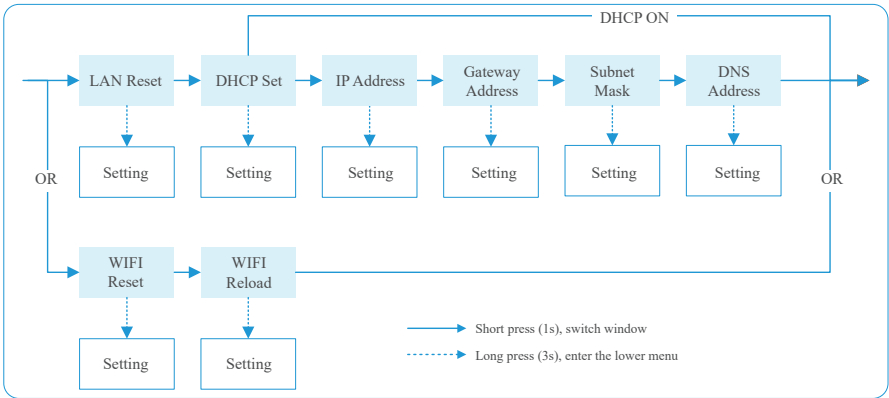 DHCP ON
LAN Reset
DHCP Set
IP Address
Gateway
Address
Subnet
Mask
DNS
Address
Setting
Setting
Setting
Setting
Setting
Setting
OR
OR
WIFI
Reset
WIFI
Reload
Setting
Setting
Short press (1s), switch window
Long press (3s), enter the lower menu